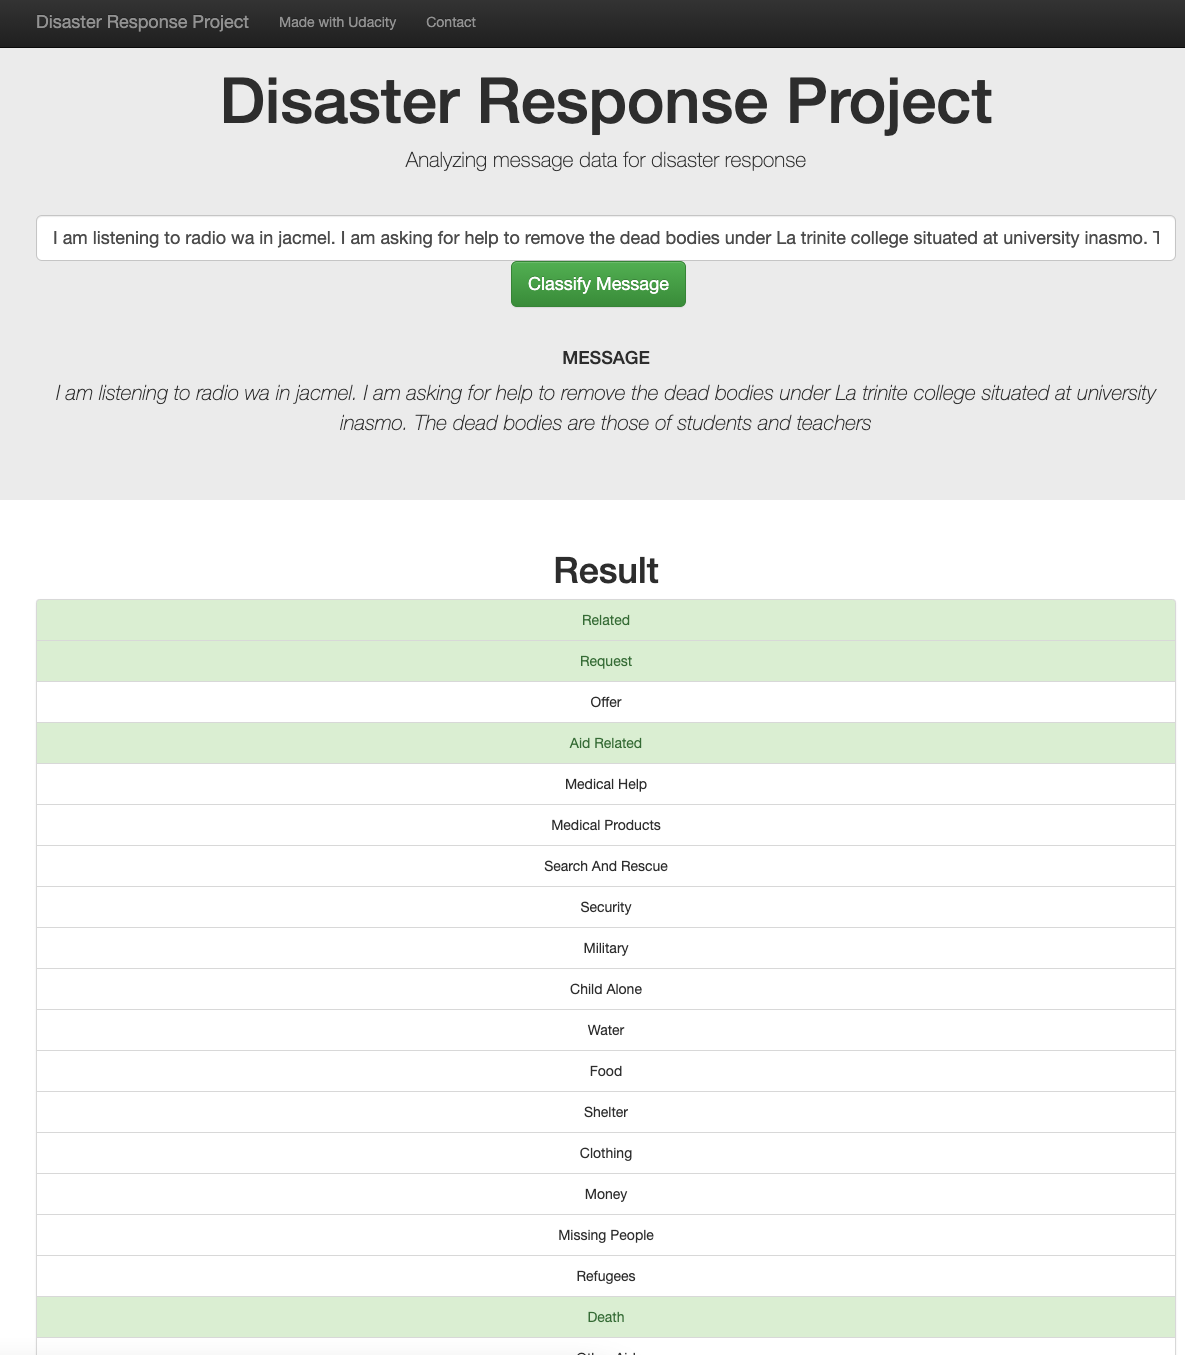 Disaster Response Project Made with Udacity Contact
Disaster Response Project
Analyzing message data for disaster response
I am listening to radio wa in jacmel. I am asking for help to remove the dead bodies under La trinite college situated at university inasmo. T
Classify Message
MESSAGE
I am listening to radio wa in jacmel. I am asking for help to remove the dead bodies under La trinite college situated at university
inasmo. The dead bodies are those of students and teachers
Result
Related
Request
Offer
Aid Related
Medical Help
Medical Products
Search And Rescue
Security
Military
Child Alone
Water
Food
Shelter
Clothing
Money
Missing People
Refugees
Death